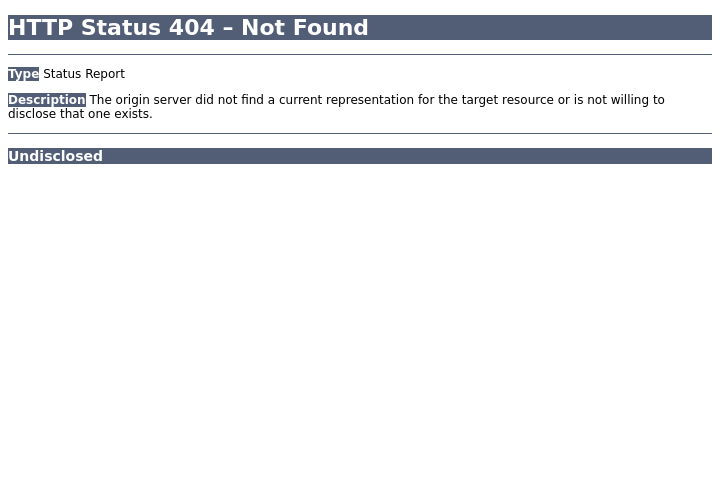 HTTP Status 404 – Not Found
Type Status Report
Description The origin server did not find a current representation for the target resource or is not willing to
disclose that one exists.
Undisclosed